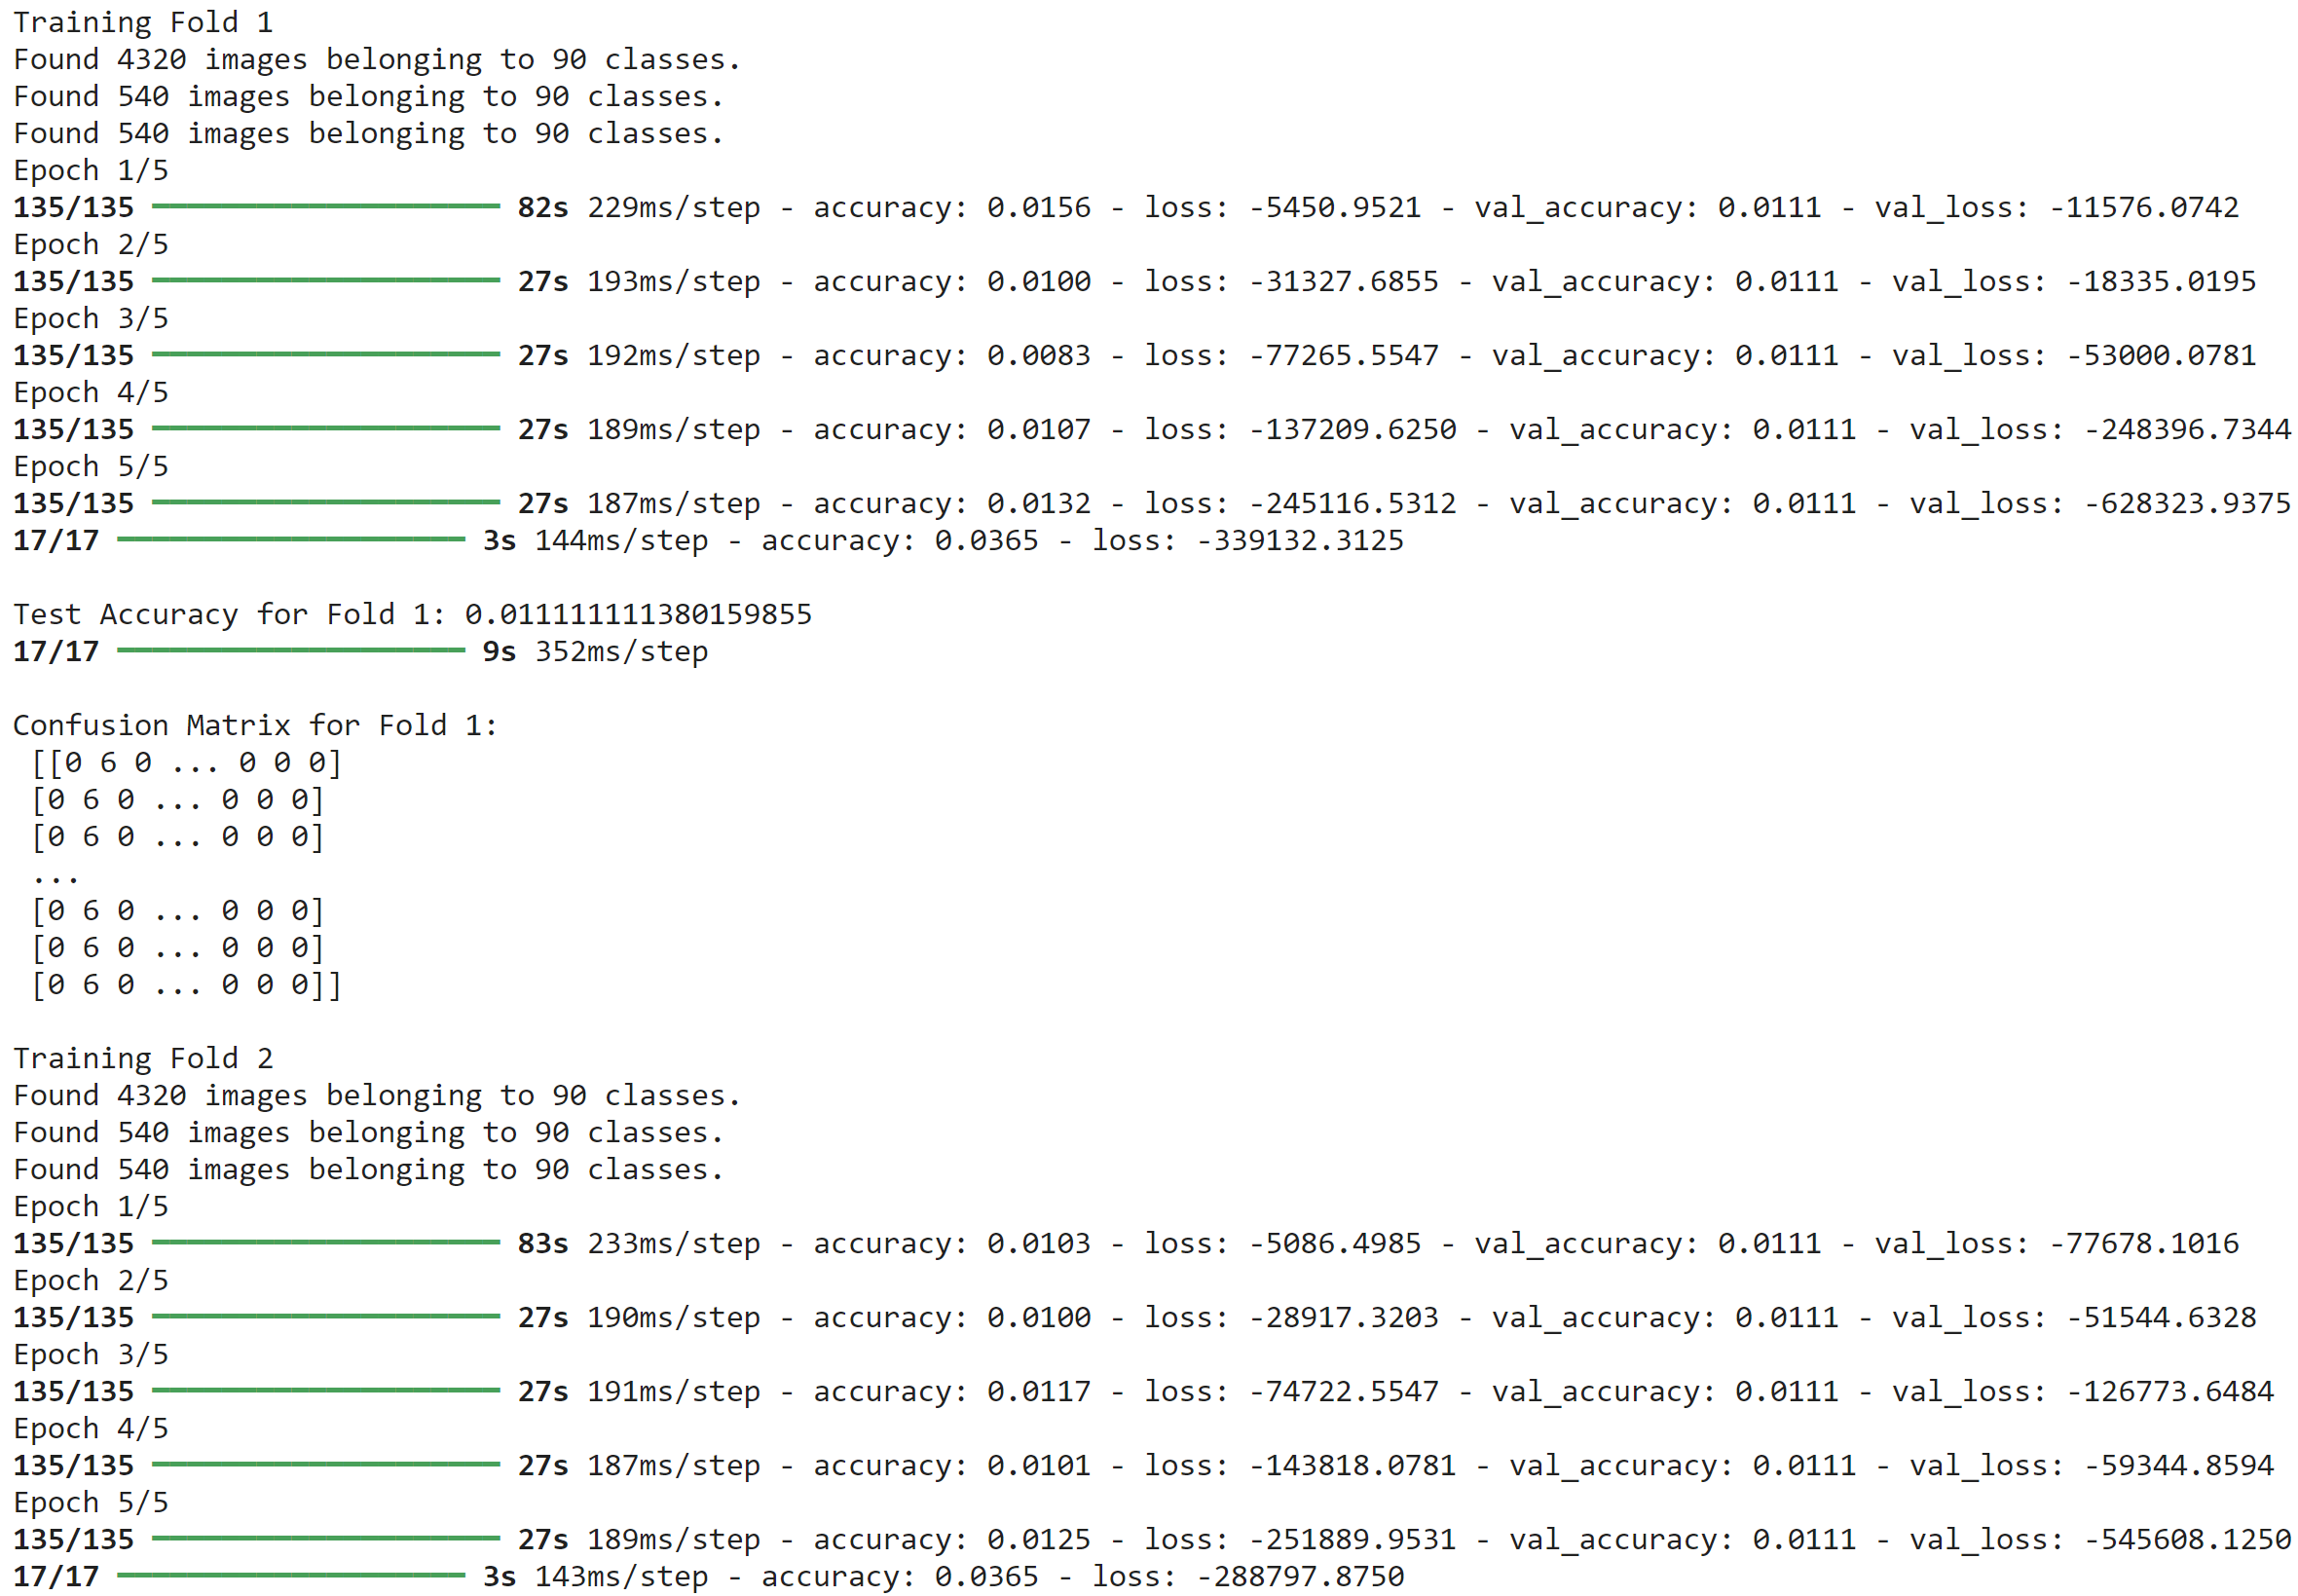 Training Fold 1
Found 4320 images belonging to 90 classes.
Found 540 images belonging to 90 classes.
Found 540 images belonging to 90 classes.
Epoch 1/5
135/135 ━━━━━━━━━━━━━━━━━━━━ 82s 229ms/step - accuracy: 0.0156 - loss: -5450.9521 - val_accuracy: 0.0111 - val_loss: -11576.0742
Epoch 2/5
135/135 ━━━━━━━━━━━━━━━━━━━━ 27s 193ms/step - accuracy: 0.0100 - loss: -31327.6855 - val_accuracy: 0.0111 - val_loss: -18335.0195
Epoch 3/5
135/135 ━━━━━━━━━━━━━━━━━━━━ 27s 192ms/step - accuracy: 0.0083 - loss: -77265.5547 - val_accuracy: 0.0111 - val_loss: -53000.0781
Epoch 4/5
135/135 ━━━━━━━━━━━━━━━━━━━━ 27s 189ms/step - accuracy: 0.0107 - loss: -137209.6250 - val_accuracy: 0.0111 - val_loss: -248396.7344
Epoch 5/5
135/135 ━━━━━━━━━━━━━━━━━━━━ 27s 187ms/step - accuracy: 0.0132 - loss: -245116.5312 - val_accuracy: 0.0111 - val_loss: -628323.9375
17/17 ━━━━━━━━━━━━━━━━━━━━ 3s 144ms/step - accuracy: 0.0365 - loss: -339132.3125
Test Accuracy for Fold 1: 0.011111111380159855
17/17 ━━━━━━━━━━━━━━━━━━━━ 9s 352ms/step
Confusion Matrix for Fold 1:
[[0 6 0 ... 0 0 0]
[0 6 0 ... 0 0 0]
[0 6 0 ... 0 0 0]
...
[0 6 0 ... 0 0 0]
[0 6 0 ... 0 0 0]
[0 6 0 ... 0 0 0]]
Training Fold 2
Found 4320 images belonging to 90 classes.
Found 540 images belonging to 90 classes.
Found 540 images belonging to 90 classes.
Epoch 1/5
135/135 ━━━━━━━━━━━━━━━━━━━━ 83s 233ms/step - accuracy: 0.0103 - loss: -5086.4985 - val_accuracy: 0.0111 - val_loss: -77678.1016
Epoch 2/5
135/135 ━━━━━━━━━━━━━━━━━━━━ 27s 190ms/step - accuracy: 0.0100 - loss: -28917.3203 - val_accuracy: 0.0111 - val_loss: -51544.6328
Epoch 3/5
135/135 ━━━━━━━━━━━━━━━━━━━━ 27s 191ms/step - accuracy: 0.0117 - loss: -74722.5547 - val_accuracy: 0.0111 - val_loss: -126773.6484
Epoch 4/5
135/135 ━━━━━━━━━━━━━━━━━━━━ 27s 187ms/step - accuracy: 0.0101 - loss: -143818.0781 - val_accuracy: 0.0111 - val_loss: -59344.8594
Epoch 5/5
135/135 ━━━━━━━━━━━━━━━━━━━━ 27s 189ms/step - accuracy: 0.0125 - loss: -251889.9531 - val_accuracy: 0.0111 - val_loss: -545608.1250
17/17 ━━━━━━━━━━━━━━━━━━━━ 3s 143ms/step - accuracy: 0.0365 - loss: -288797.8750